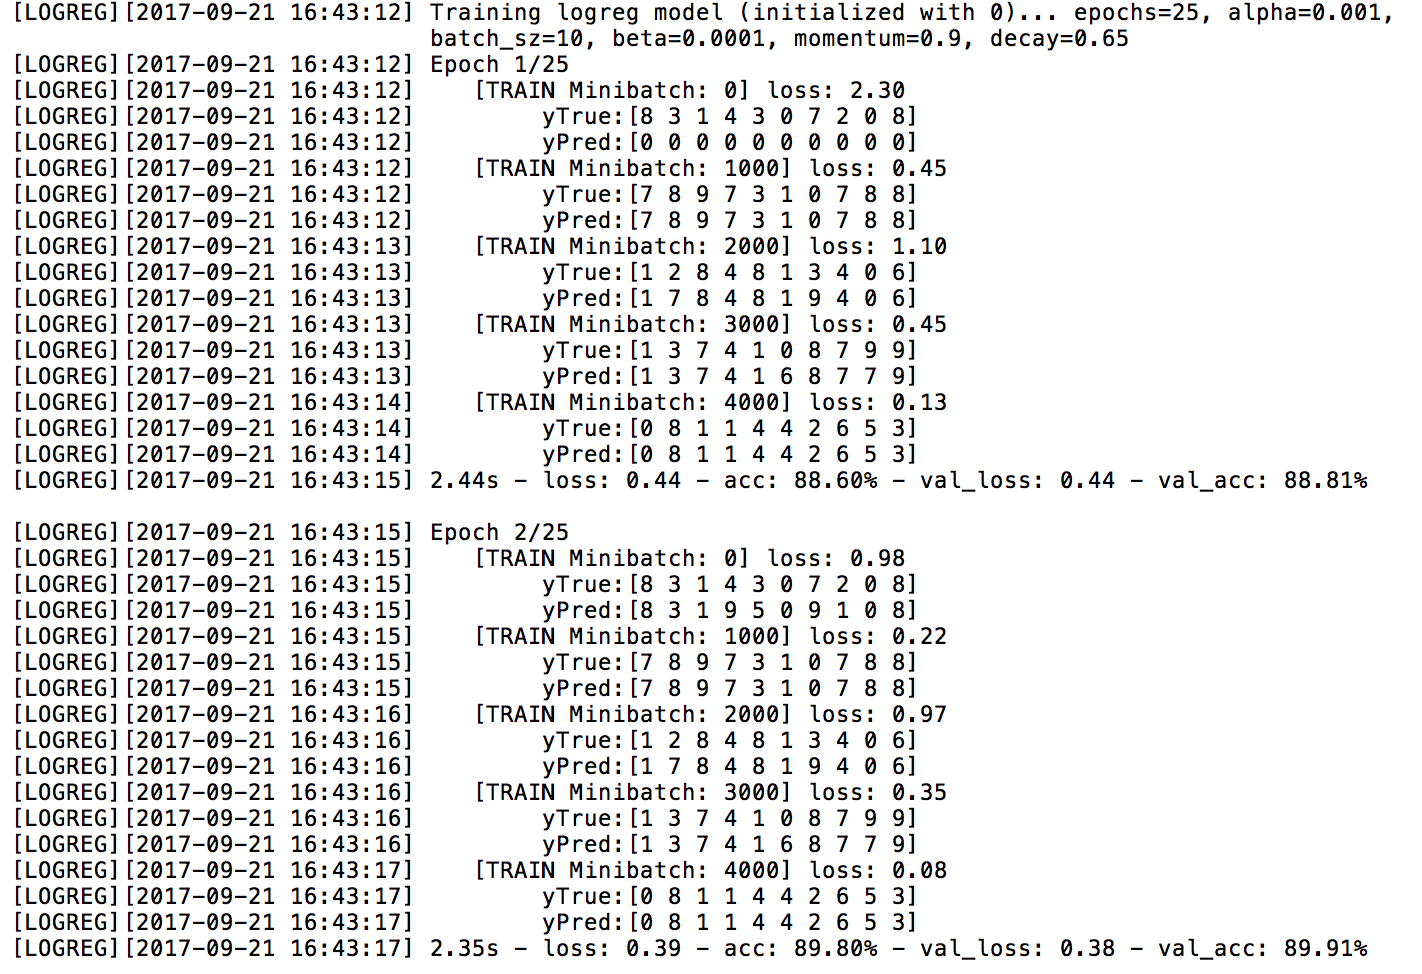 [LOGREG][2017-09-21 16:43:12] Training logreg model (initialized with 0)... epochs=25, alpha=0.001,
batch_sz=10, beta=0.0001, momentum=0.9, decay=0.65
[LOGREG][2017-09-21 16:43:12] Epoch 1/25
[LOGREG][2017-09-21 16:43:12] [TRAIN Minibatch: 0] loss: 2.30
[LOGREG][2017-09-21 16:43:12] yTrue:[8 3 1 4 3 0 7 2 0 8]
[LOGREG][2017-09-21 16:43:12] yPred:[0 0 0 0 0 0 0 0 0 0]
[LOGREG][2017-09-21 16:43:12] [TRAIN Minibatch: 1000] loss: 0.45
[LOGREG][2017-09-21 16:43:12] yTrue:[7 8 9 7 3 1 0 7 8 8]
[LOGREG][2017-09-21 16:43:12] yPred:[7 8 9 7 3 1 0 7 8 8]
[LOGREG][2017-09-21 16:43:13] [TRAIN Minibatch: 2000] loss: 1.10
[LOGREG][2017-09-21 16:43:13] yTrue:[1 2 8 4 8 1 3 4 0 6]
[LOGREG][2017-09-21 16:43:13] yPred:[1 7 8 4 8 1 9 4 0 6]
[LOGREG][2017-09-21 16:43:13] [TRAIN Minibatch: 3000] loss: 0.45
[LOGREG][2017-09-21 16:43:13] yTrue:[1 3 7 4 1 0 8 7 9 9]
[LOGREG][2017-09-21 16:43:13] yPred:[1 3 7 4 1 6 8 7 7 9]
[LOGREG][2017-09-21 16:43:14] [TRAIN Minibatch: 4000] loss: 0.13
[LOGREG][2017-09-21 16:43:14] yTrue:[0 8 1 1 4 4 2 6 5 3]
[LOGREG][2017-09-21 16:43:14] yPred:[0 8 1 1 4 4 2 6 5 3]
[LOGREG][2017-09-21 16:43:15] 2.44s – loss: 0.44 – acc: 88.60% – val_loss: 0.44 – val_acc: 88.81%
[LOGREG][2017-09-21 16:43:15] Epoch 2/25
[LOGREG][2017-09-21 16:43:15] [TRAIN Minibatch: 0] loss: 0.98
[LOGREG][2017-09-21 16:43:15] yTrue:[8 3 1 4 3 0 7 2 0 8]
[LOGREG][2017-09-21 16:43:15] yPred:[8 3 1 9 5 0 9 1 0 8]
[LOGREG][2017-09-21 16:43:15] [TRAIN Minibatch: 1000] loss: 0.22
[LOGREG][2017-09-21 16:43:15] yTrue:[7 8 9 7 3 1 0 7 8 8]
[LOGREG][2017-09-21 16:43:15] yPred:[7 8 9 7 3 1 0 7 8 8]
[LOGREG][2017-09-21 16:43:16] [TRAIN Minibatch: 2000] loss: 0.97
[LOGREG][2017-09-21 16:43:16] yTrue:[1 2 8 4 8 1 3 4 0 6]
[LOGREG][2017-09-21 16:43:16] yPred:[1 7 8 4 8 1 9 4 0 6]
[LOGREG][2017-09-21 16:43:16] [TRAIN Minibatch: 3000] loss: 0.35
[LOGREG][2017-09-21 16:43:16] yTrue:[1 3 7 4 1 0 8 7 9 9]
[LOGREG][2017-09-21 16:43:16] yPred:[1 3 7 4 1 6 8 7 7 9]
[LOGREG][2017-09-21 16:43:17] [TRAIN Minibatch: 4000] loss: 0.08
[LOGREG][2017-09-21 16:43:17] yTrue:[0 8 1 1 4 4 2 6 5 3]
[LOGREG][2017-09-21 16:43:17] yPred:[0 8 1 1 4 4 2 6 5 3]
[LOGREG][2017-09-21 16:43:17] 2.35s – loss: 0.39 – acc: 89.80% – val_loss: 0.38 – val_acc: 89.91%